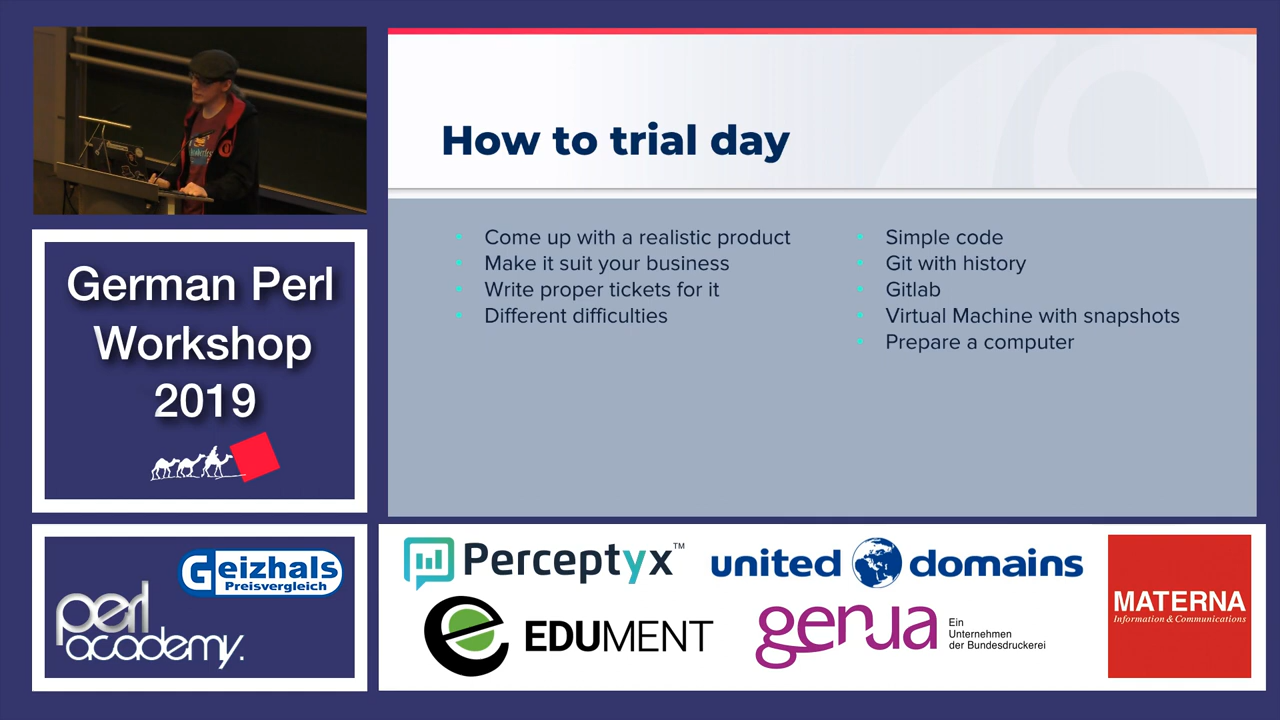 How to trial day
Come up with a realistic product
Make it suit your business
Write proper tickets for it
Different difficulties
Simple code
Git with history
Gitlab
Virtual Machine with snapshots
Prepare a computer
German Perl
Workshop
2019
Geizhals
Preisvergleich
perl
academy.
Perceptyx™
united domains
MATERNA
Information & Communications
EDUMENT
genua
Ein
Unternehmen
der Bundesdruckerei